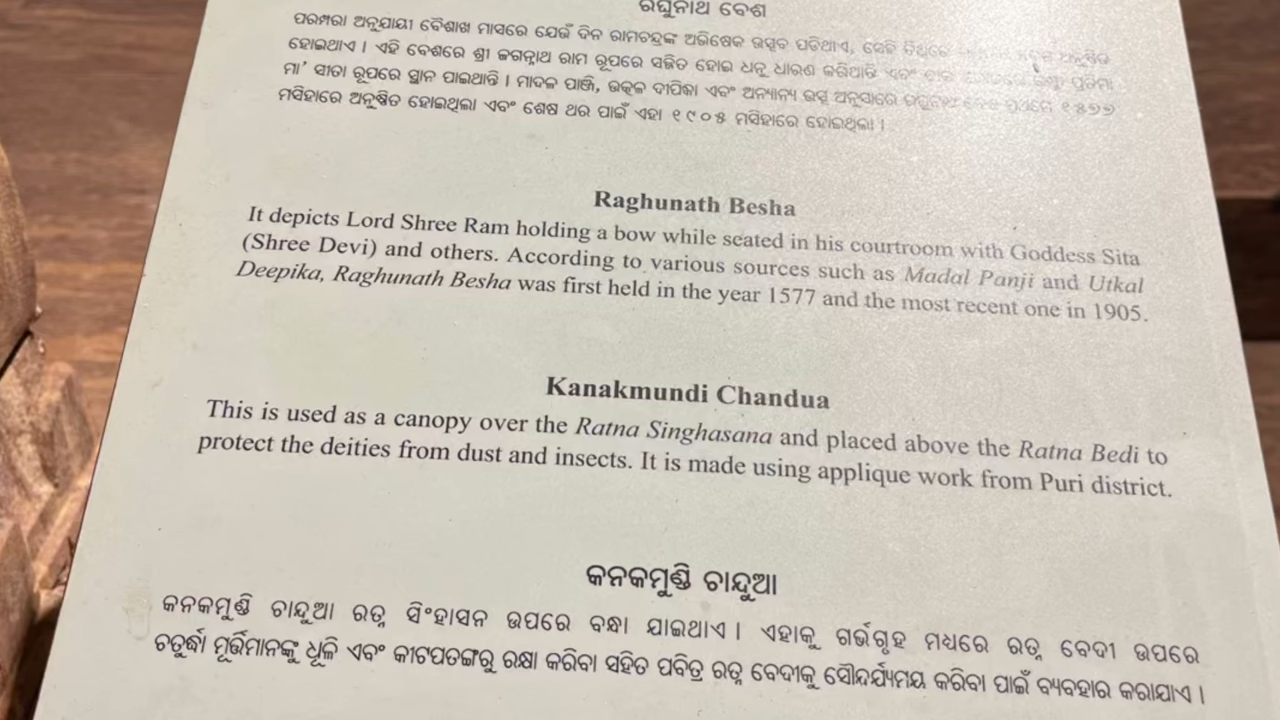 ରଘୁନାଥ ବେଶ
ପରମ୍ପରା ଅନୁଯାୟୀ ବୈଶାଖ ମାସରେ ଯେଉଁ ଦିନ ରାମଚନ୍ଦ୍ରଙ୍କ ଅଭିଷେକ ଉତ୍ସବ ପଡିଥାଏ, ସେହି
ହୋଇଥାଏ । ଏହି ବେଶରେ ଶ୍ରୀ ଜଗନ୍ନାଥ ରାମ ରୂପରେ ସଜ୍ଜିତ ହୋଇ ଧନୁ ଧାରଣ କରିଥାନ୍ତି ଏବଂ
ମା’ ସୀତା ରୂପରେ ସ୍ଥାନ ପାଇଥାନ୍ତି । ମାଦଳ ପାଞ୍ଜି, ଉତ୍କଳ ଦୀପିକା ଏବଂ ଅନ୍ୟାନ୍ୟ ଉତ୍ସ ଅନୁସାରେ ୧୫୭୭
ମସିହାରେ ଅନୁଷ୍ଠିତ ହୋଇଥିଲା ଏବଂ ଶେଷ ଥର ପାଇଁ ଏହା ୧୯୦୫ ମସିହାରେ ହୋଇଥିଲା ।
Raghunath Besha
It depicts Lord Shree Ram holding a bow while seated in his courtroom with Goddess Sita
(Shree Devi) and others. According to various sources such as Madal Panji and Utkal
Deepika, Raghunath Besha was first held in the year 1577 and the most recent one in 1905.
Kanakmundi Chandua
This is used as a canopy over the Ratna Singhasana and placed above the Ratna Bedi to
protect the deities from dust and insects. It is made using applique work from Puri district.
କନକମୁଣ୍ଡି ଚାନ୍ଦୁଆ
କନକମୁଣ୍ଡି ଚାନ୍ଦୁଆ ରତ୍ନ ସିଂହାସନ ଉପରେ ବନ୍ଧା ଯାଇଥାଏ । ଏହାକୁ ଗର୍ଭଗୃହ ମଧ୍ୟରେ ରତ୍ନ ବେଦୀ ଉପରେ
ଚତୁର୍ଦ୍ଧା ମୂର୍ତ୍ତିମାନଙ୍କୁ ଧୂଳି ଏବଂ କୀଟପତଙ୍ଗରୁ ରକ୍ଷା କରିବା ସହିତ ପବିତ୍ର ରତ୍ନ ବେଦୀକୁ ସୌନ୍ଦର୍ଯ୍ୟମୟ କରିବା ପାଇଁ ବ୍ୟବହାର କରାଯାଏ ।